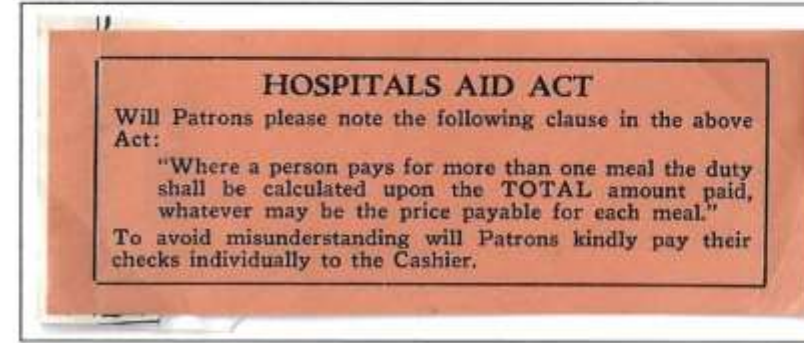 HOSPITALS AID ACT
Will Patrons please note the following clause in the above
Act:
"Where a person pays for more than one meal the duty
shall be calculated upon the TOTAL amount paid,
whatever may be the price payable for each meal."
To avoid misunderstanding will Patrons kindly pay their
checks individually to the Cashier.